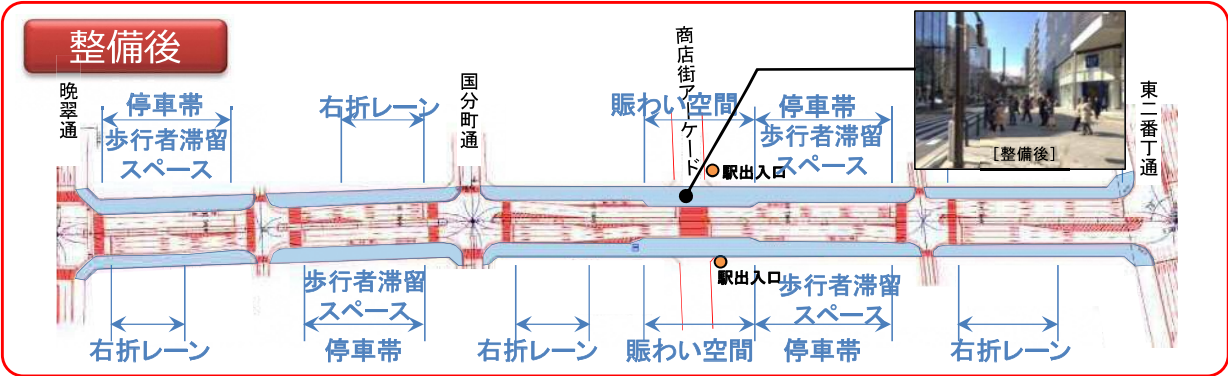 整備後
晩翠通
停車帯
歩行者滞留
スペース
右折レーン
国分町通
商店街アーケード
賑わい空間
停車帯
歩行者滞留
スペース
[整備後]
東二番丁通
駅出入口
駅出入口
歩行者滞留
スペース
歩行者滞留
スペース
右折レーン
停車帯
右折レーン
賑わい空間
停車帯
右折レーン